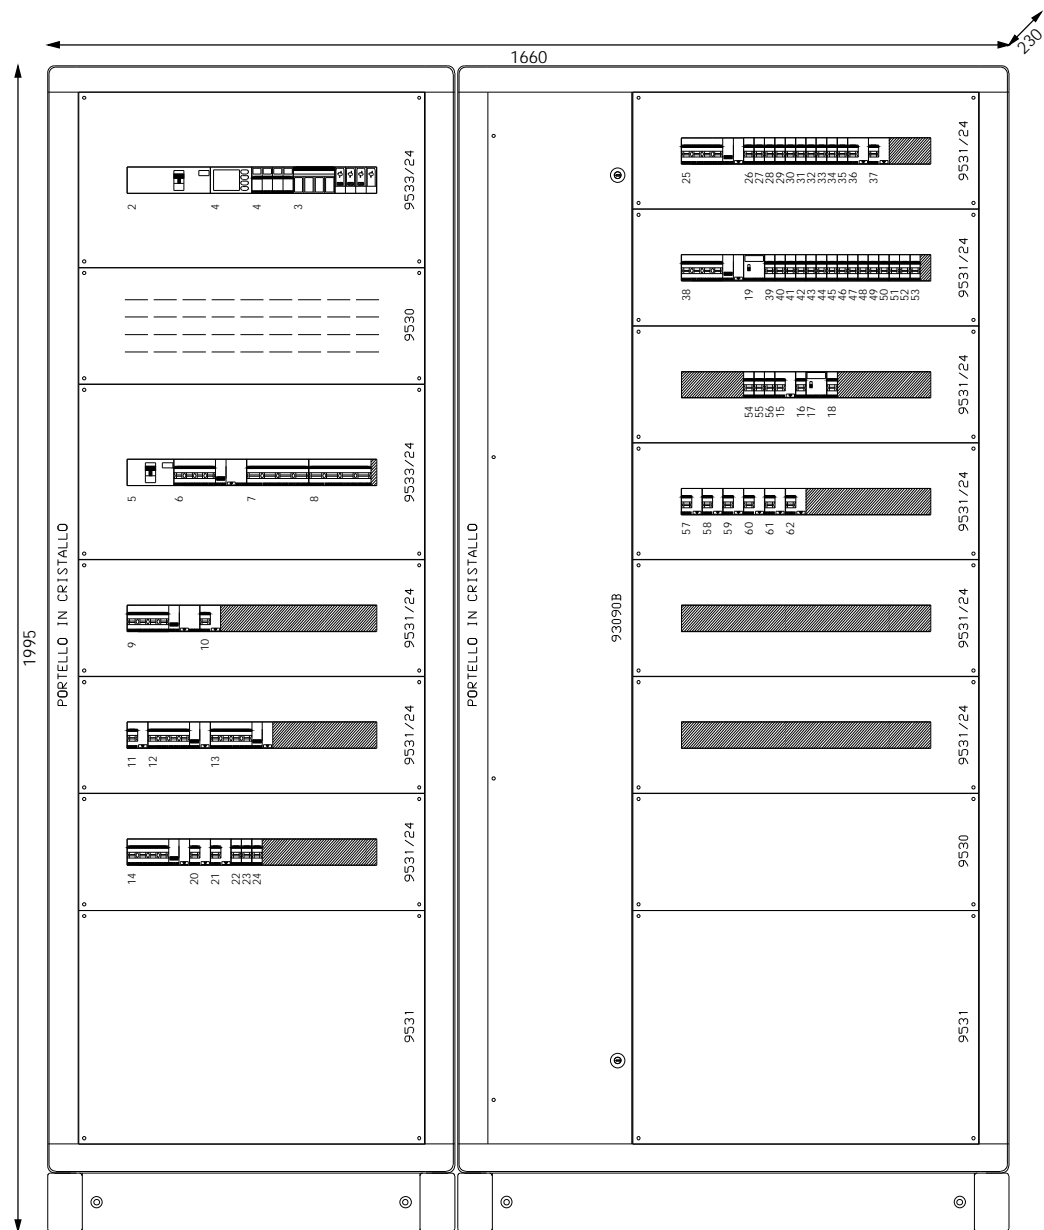 1660
230
1995
PORTELLO IN CRISTALLO
9533/24
2 4 4 3
9530
9533/24
5 6 7 8
9531/24
9 10
9531/24
11 12 13
9531/24
14 20 21 22 23 24
9531
PORTELLO IN CRISTALLO
93090B
9531/24
25 26 27 28 29 30 31 32 33 34 35 36 37
9531/24
38 19 39 40 41 42 43 44 45 46 47 48 49 50 51 52 53
9531/24
54 55 56 15 16 17 18
9531/24
57 58 59 60 61 62
9531/24
9531/24
9530
9531